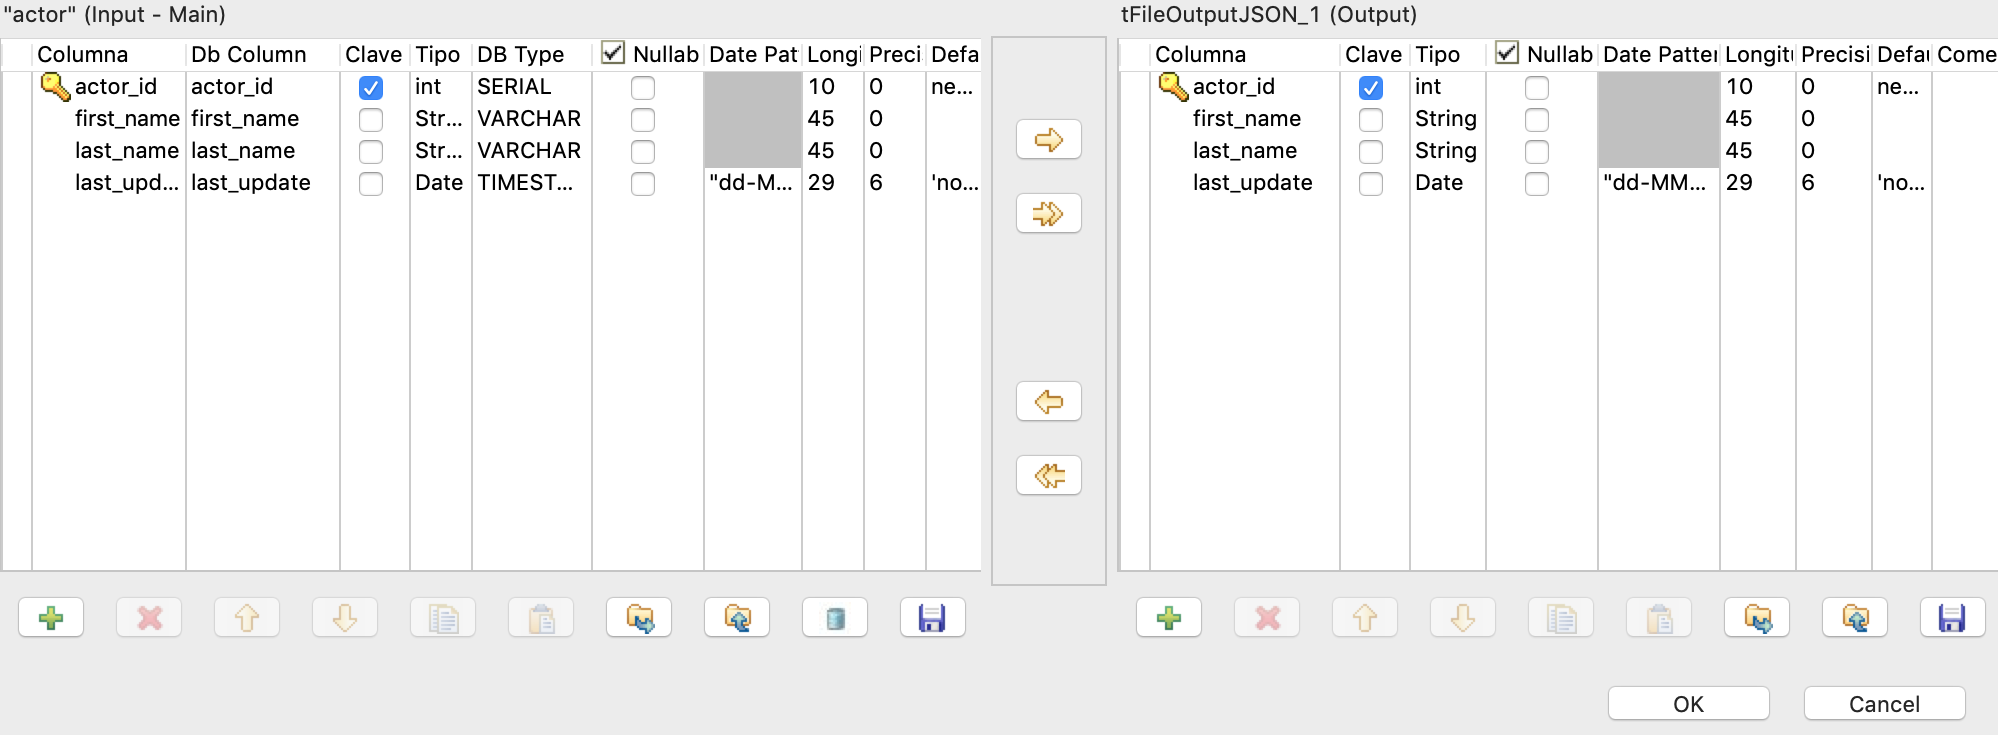 "actor" (Input - Main)
Columna Db Column Clave Tipo DB Type Nullab Date Pat Longi Preci Defa
actor_id actor_id int SERIAL 10 0 ne...
first_name first_name Str... VARCHAR 45 0
last_name last_name Str... VARCHAR 45 0
last_upd... last_update Date TIMEST... "dd-M... 29 6 'no...
tFileOutputJSON_1 (Output)
Columna Clave Tipo Nullab Date Patter Longitu Precisi Defau Come
actor_id int 10 0 ne...
first_name String 45 0
last_name String 45 0
last_update Date "dd-MM... 29 6 'no...
OK Cancel